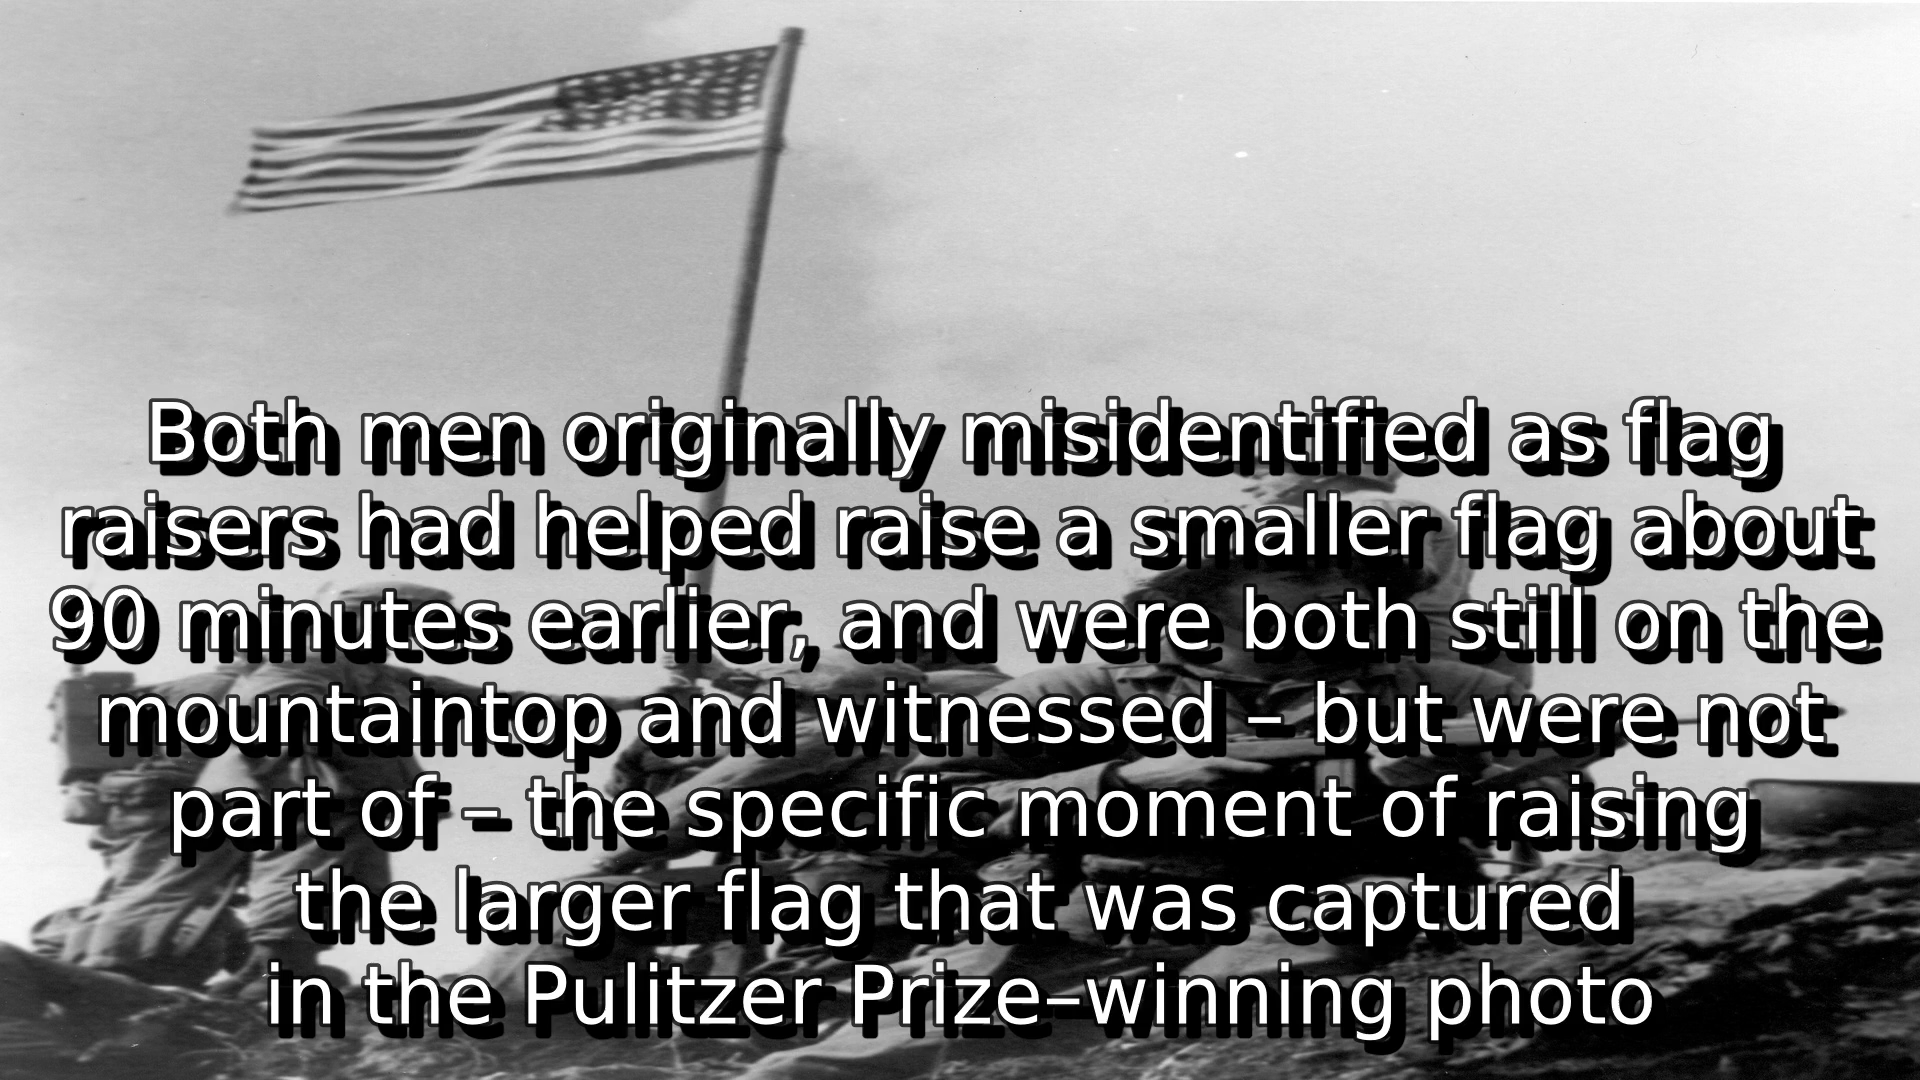 Both men originally misidentified as flag
raisers had helped raise a smaller flag about
90 minutes earlier, and were both still on the
mountaintop and witnessed – but were not
part of – the specific moment of raising
the larger flag that was captured
in the Pulitzer Prize–winning photo